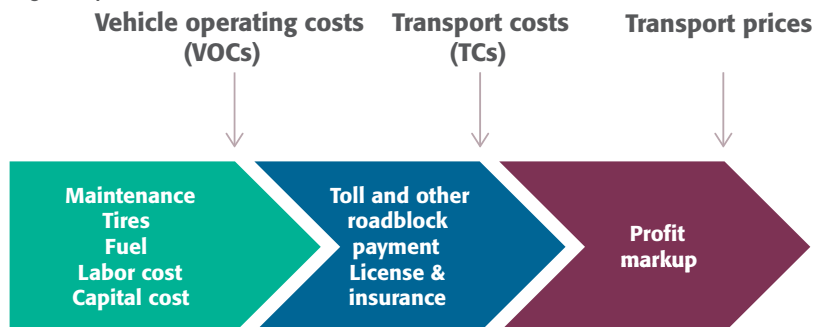 Vehicle operating costs
(VOCs)
Transport costs
(TCs)
Transport prices
Maintenance
Tires
Fuel
Labor cost
Capital cost
Toll and other
roadblock
payment
License &
insurance
Profit
markup